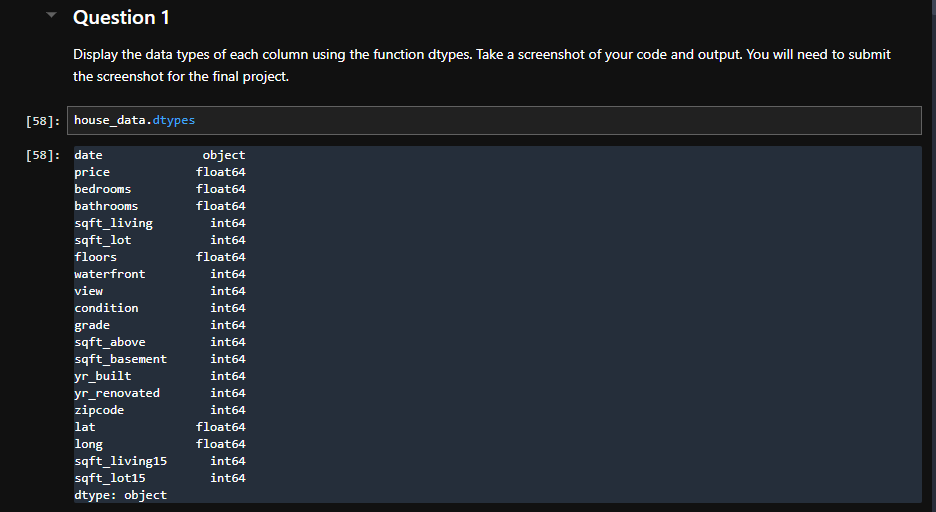 Question 1
Display the data types of each column using the function dtypes. Take a screenshot of your code and output. You will need to submit
the screenshot for the final project.
[58]: house_data.dtypes
[58]: date object
price float64
bedrooms float64
bathrooms float64
sqft_living int64
sqft_lot int64
floors float64
waterfront int64
view int64
condition int64
grade int64
sqft_above int64
sqft_basement int64
yr_built int64
yr_renovated int64
zipcode int64
lat float64
long float64
sqft_living15 int64
sqft_lot15 int64
dtype: object